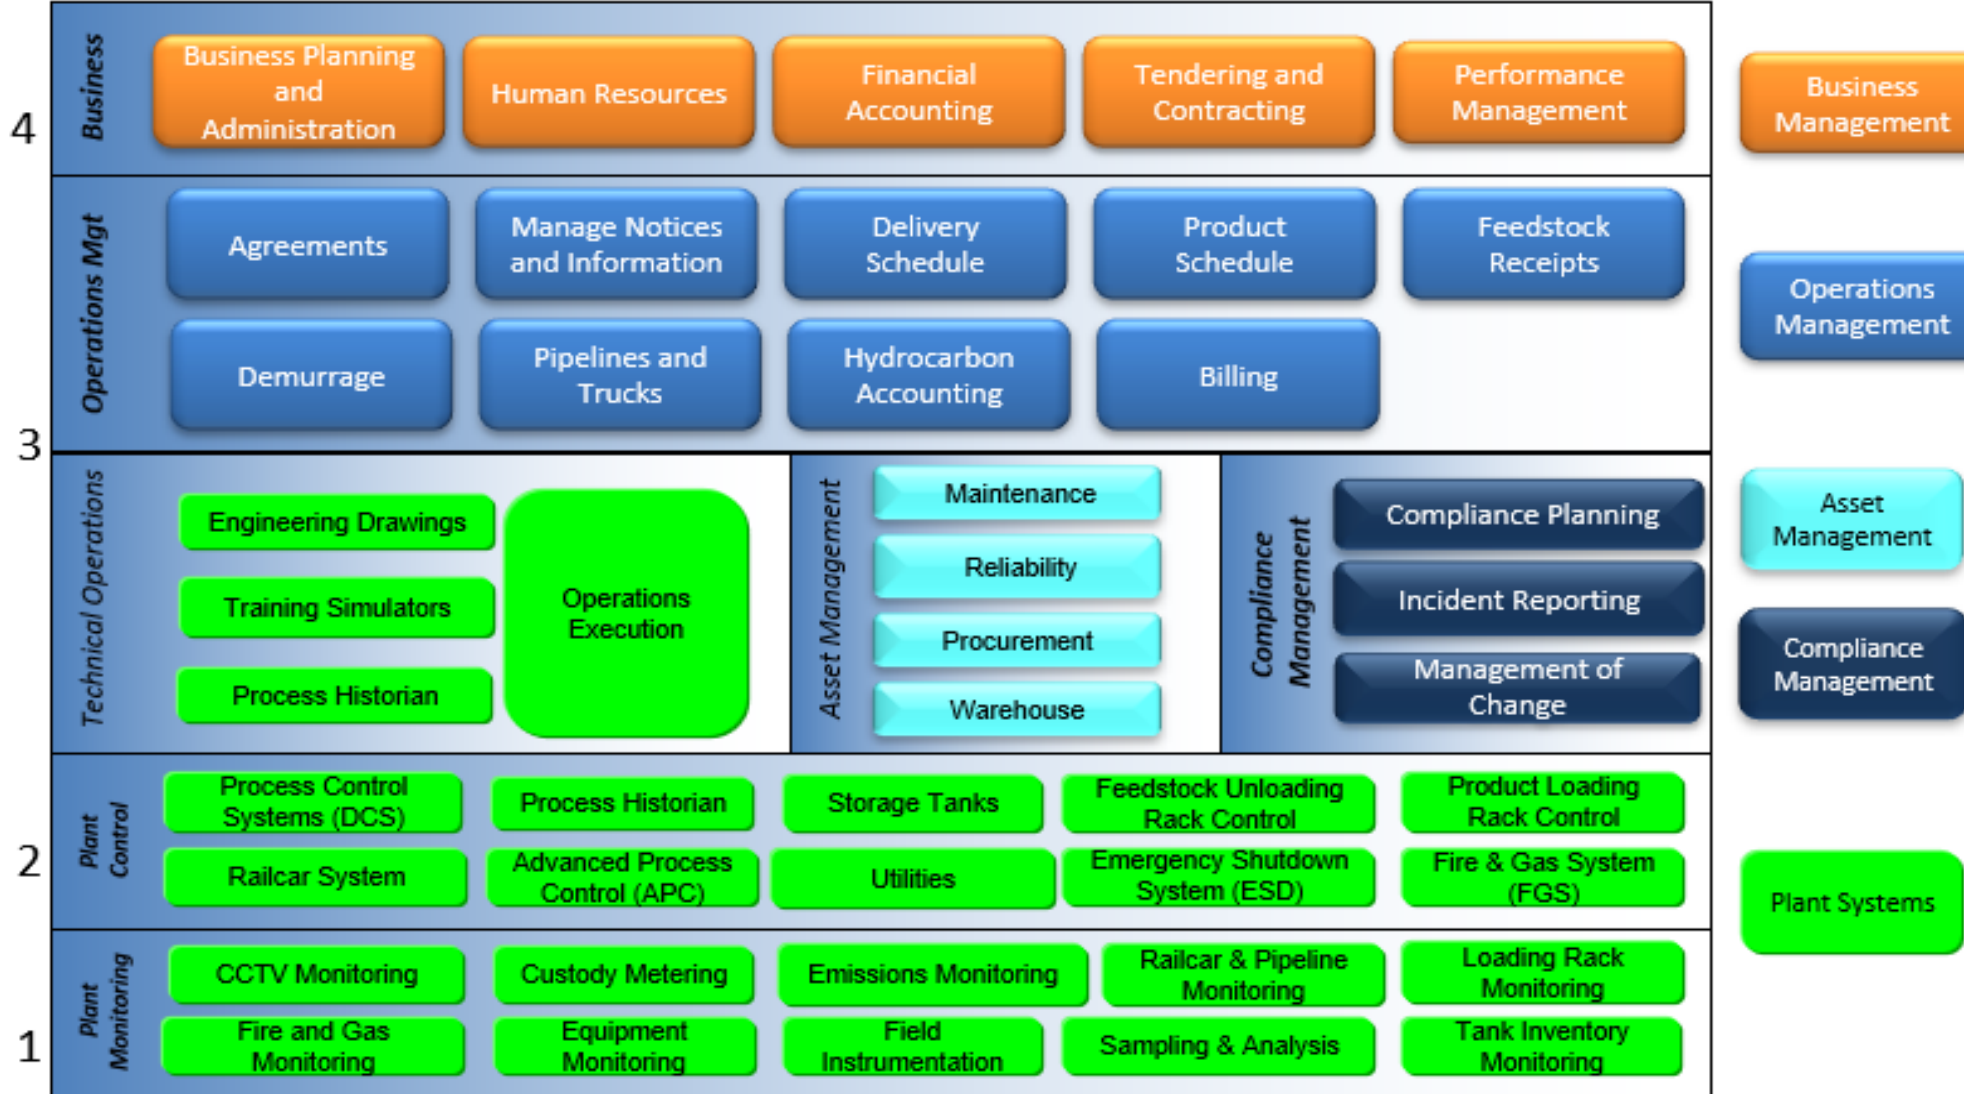 4
Business
Business Planning
and
Administration
Human Resources
Financial
Accounting
Tendering and
Contracting
Performance
Management
Business
Management
Operations Mgt
Agreements
Manage Notices
and Information
Delivery
Schedule
Product
Schedule
Feedstock
Receipts
Demurrage
Pipelines and
Trucks
Hydrocarbon
Accounting
Billing
Operations
Management
3
Technical Operations
Engineering Drawings
Training Simulators
Process Historian
Operations
Execution
Asset Management
Maintenance
Reliability
Procurement
Warehouse
Compliance
Management
Compliance Planning
Incident Reporting
Management of
Change
Asset
Management
Compliance
Management
2
Plant
Control
Process Control
Systems (DCS)
Process Historian
Storage Tanks
Feedstock Unloading
Rack Control
Product Loading
Rack Control
Railcar System
Advanced Process
Control (APC)
Utilities
Emergency Shutdown
System (ESD)
Fire & Gas System
(FGS)
Plant Systems
1
Plant
Monitoring
CCTV Monitoring
Custody Metering
Emissions Monitoring
Railcar & Pipeline
Monitoring
Loading Rack
Monitoring
Fire and Gas
Monitoring
Equipment
Monitoring
Field
Instrumentation
Sampling & Analysis
Tank Inventory
Monitoring